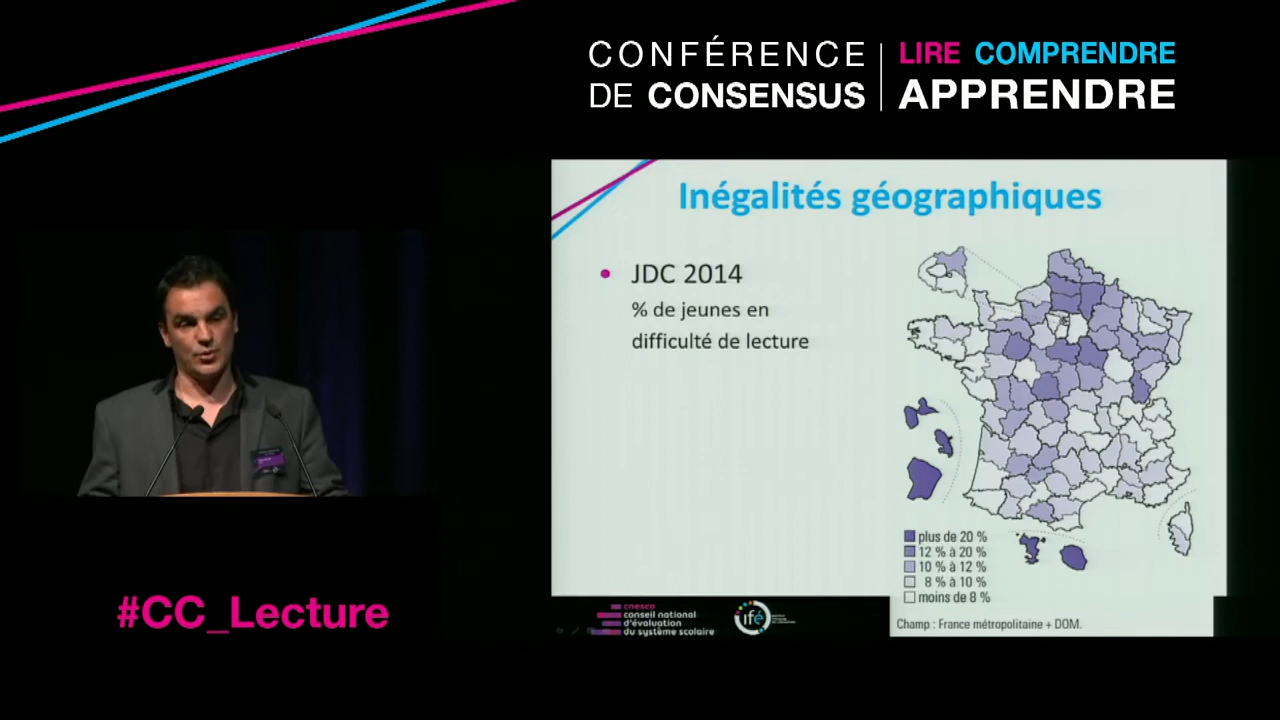 CONFÉRENCE
DE CONSENSUS
LIRE COMPRENDRE
APPRENDRE
Inégalités géographiques
JDC 2014
% de jeunes en
difficulté de lecture
plus de 20 %
12 % à 20 %
10 % à 12 %
8 % à 10 %
moins de 8 %
Champ : France métropolitaine + DOM.
cnesco
conseil national
d'évaluation
du système scolaire
ifé
#CC_Lecture